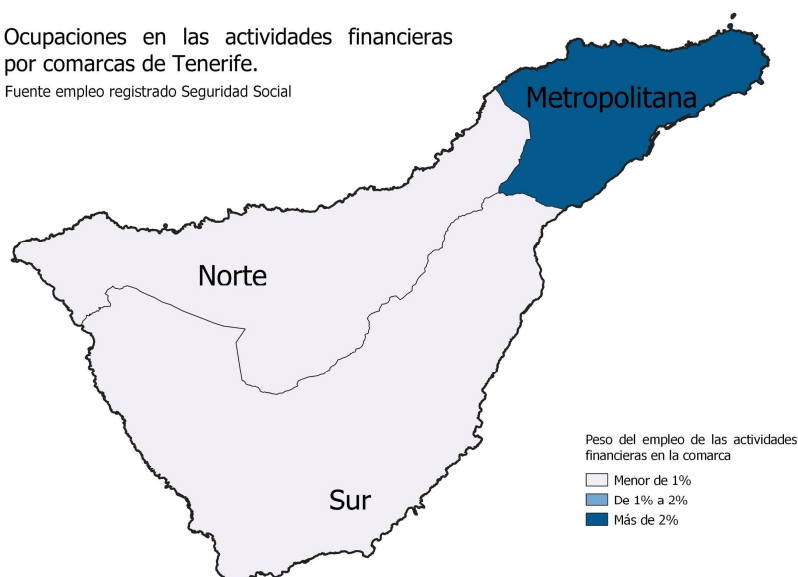 Ocupaciones en las actividades financieras
por comarcas de Tenerife.
Fuente empleo registrado Seguridad Social
Metropolitana
Norte
Sur
Peso del empleo de las actividades
financieras en la comarca
Menor de 1%
De 1% a 2%
Más de 2%